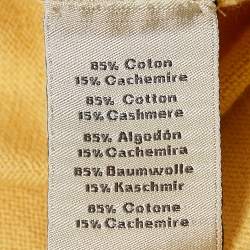 85% Coton
15% Cachemire
85% Cotton
15% Cashmere
85% Algodón
15% Cachemira
85% Baumwolle
15% Kaschmir
85% Cotone
15% Cachemire